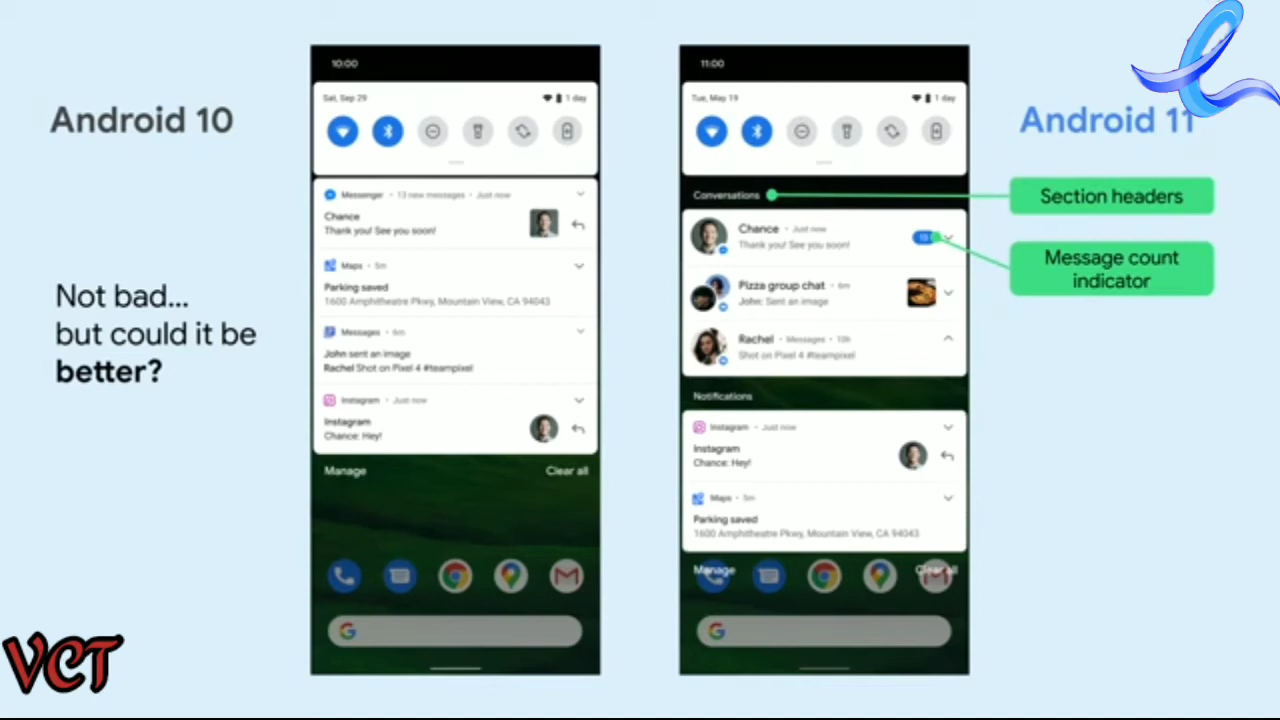 Android 10
Not bad...
but could it be
better?
10:00
Sat, Sep 29
1 day
Messenger • 13 new messages • Just now
Chance
Thank you! See you soon!
Maps • 5m
Parking saved
1600 Amphitheatre Pkwy, Mountain View, CA 94043
Messages • 6m
John sent an image
Rachel Shot on Pixel 4 #teampixel
Instagram • Just now
Instagram
Chance: Hey!
Manage
Clear all
11:00
Tue, May 19
1 day
Conversations
Chance • Just now
Thank you! See you soon!
Pizza group chat • 6m
John: Sent an image
Rachel • Messages • 10h
Shot on Pixel 4 #teampixel
Notifications
Instagram • Just now
Instagram
Chance: Hey!
Maps • 5m
Parking saved
1600 Amphitheatre Pkwy, Mountain View, CA 94043
Manage
Clear all
Android 11
Section headers
Message count
indicator
VCT